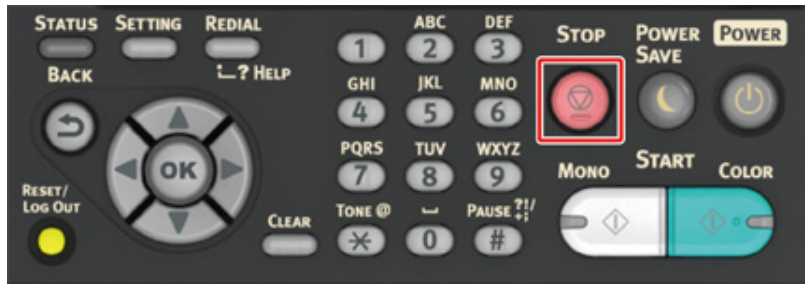 STATUS SETTING REDIAL
?HELP
BACK
OK
RESET/
LOG OUT
CLEAR
1 ABC 2 DEF 3
GHI 4 JKL 5 MNO 6
PQRS 7 TUV 8 WXYZ 9
TONE @ ✳ ⎵ 0 PAUSE ?!/+; #
STOP POWER SAVE POWER
MONO START COLOR